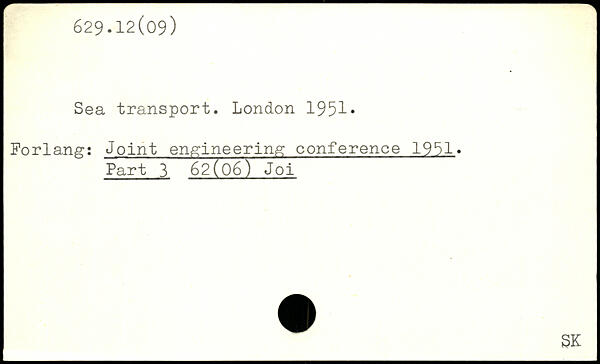 629.12(09)
Sea transport. London 1951.
Forlang: Joint engineering conference 1951.
Part 3 62(06) Joi
SK